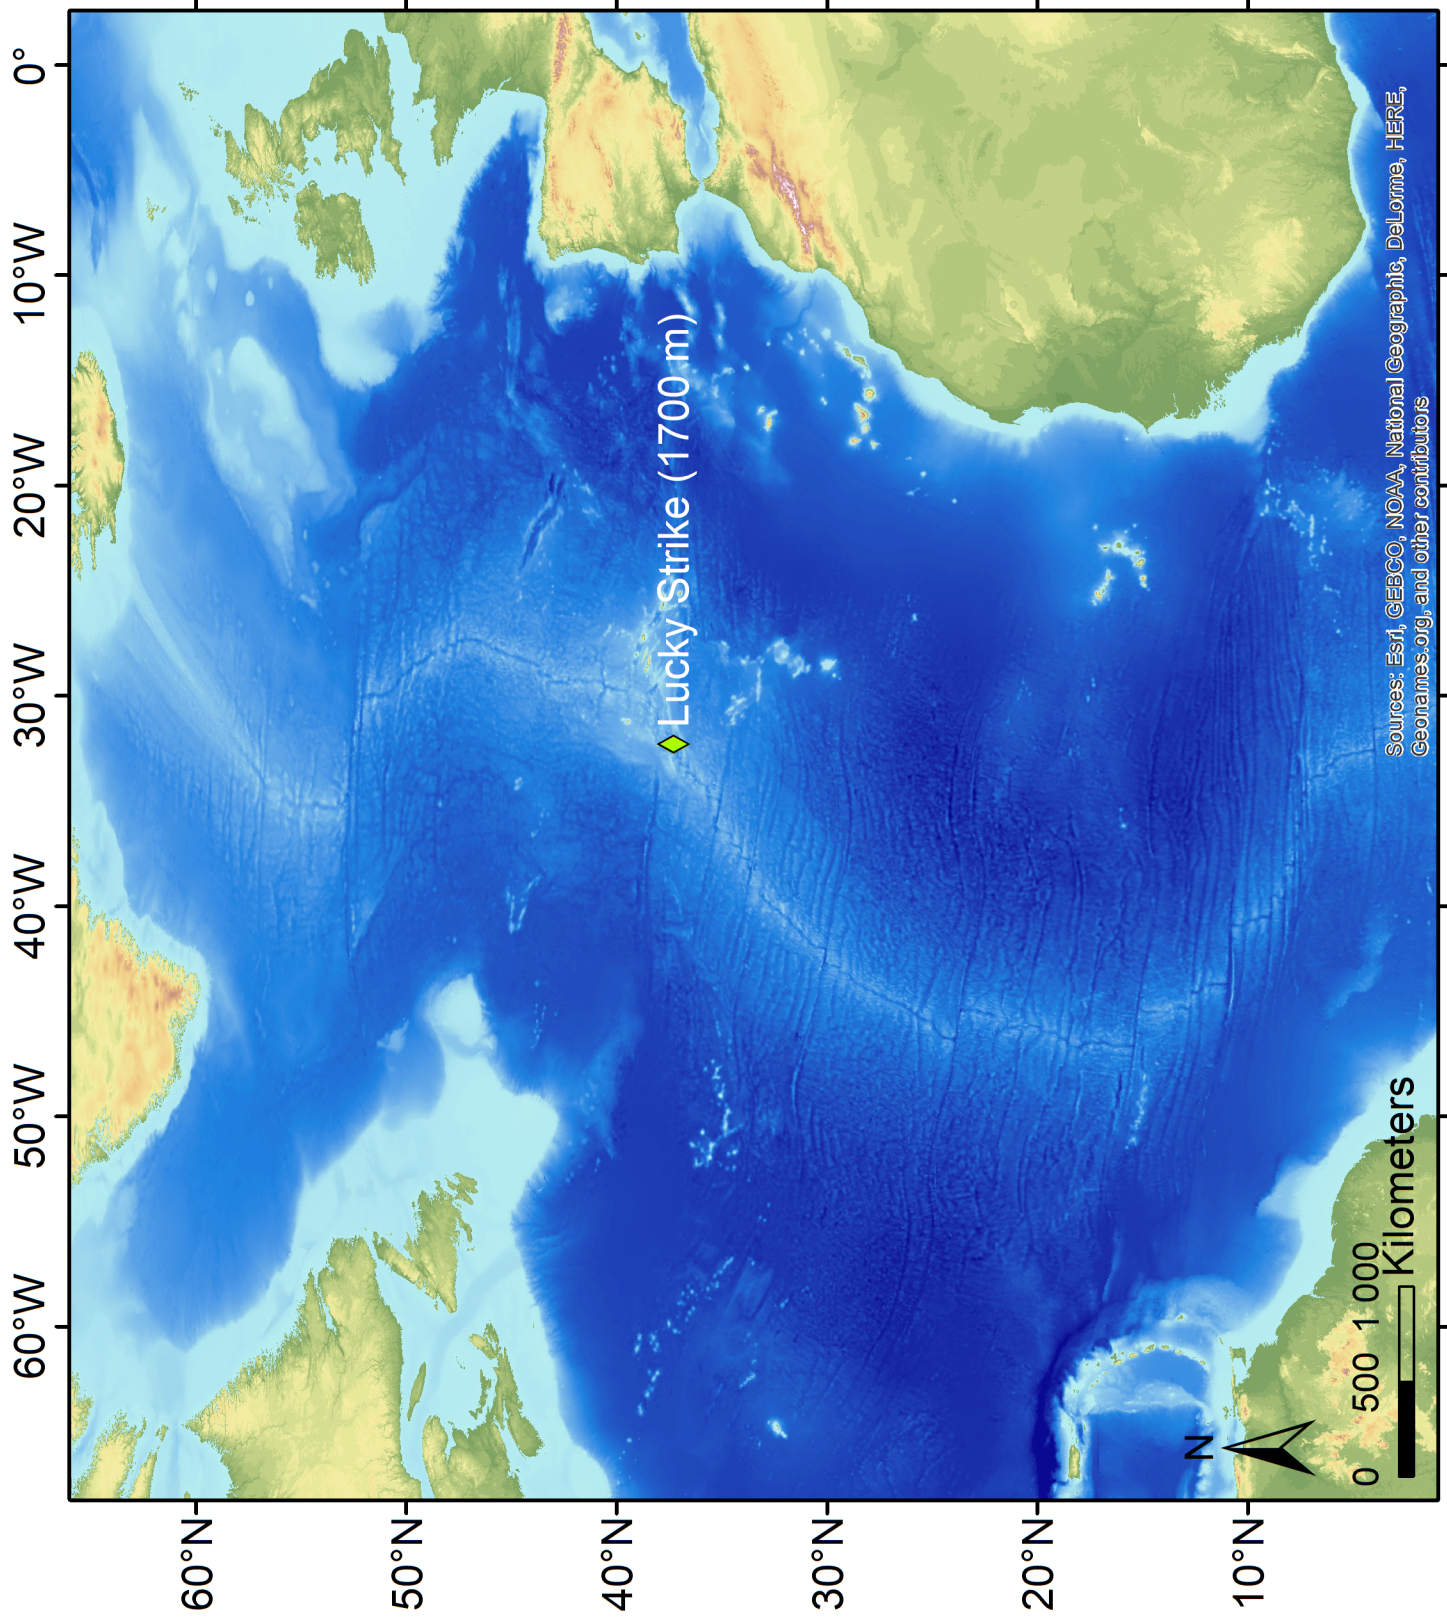 60°W
50°W
40°W
30°W
20°W
10°W
0°
60°N
50°N
40°N
30°N
20°N
10°N
Lucky Strike (1700 m)
N
0 500 1 000
Kilometers
Sources: Esri, GEBCO, NOAA, National Geographic, DeLorme, HERE,
Geonames.org, and other contributors